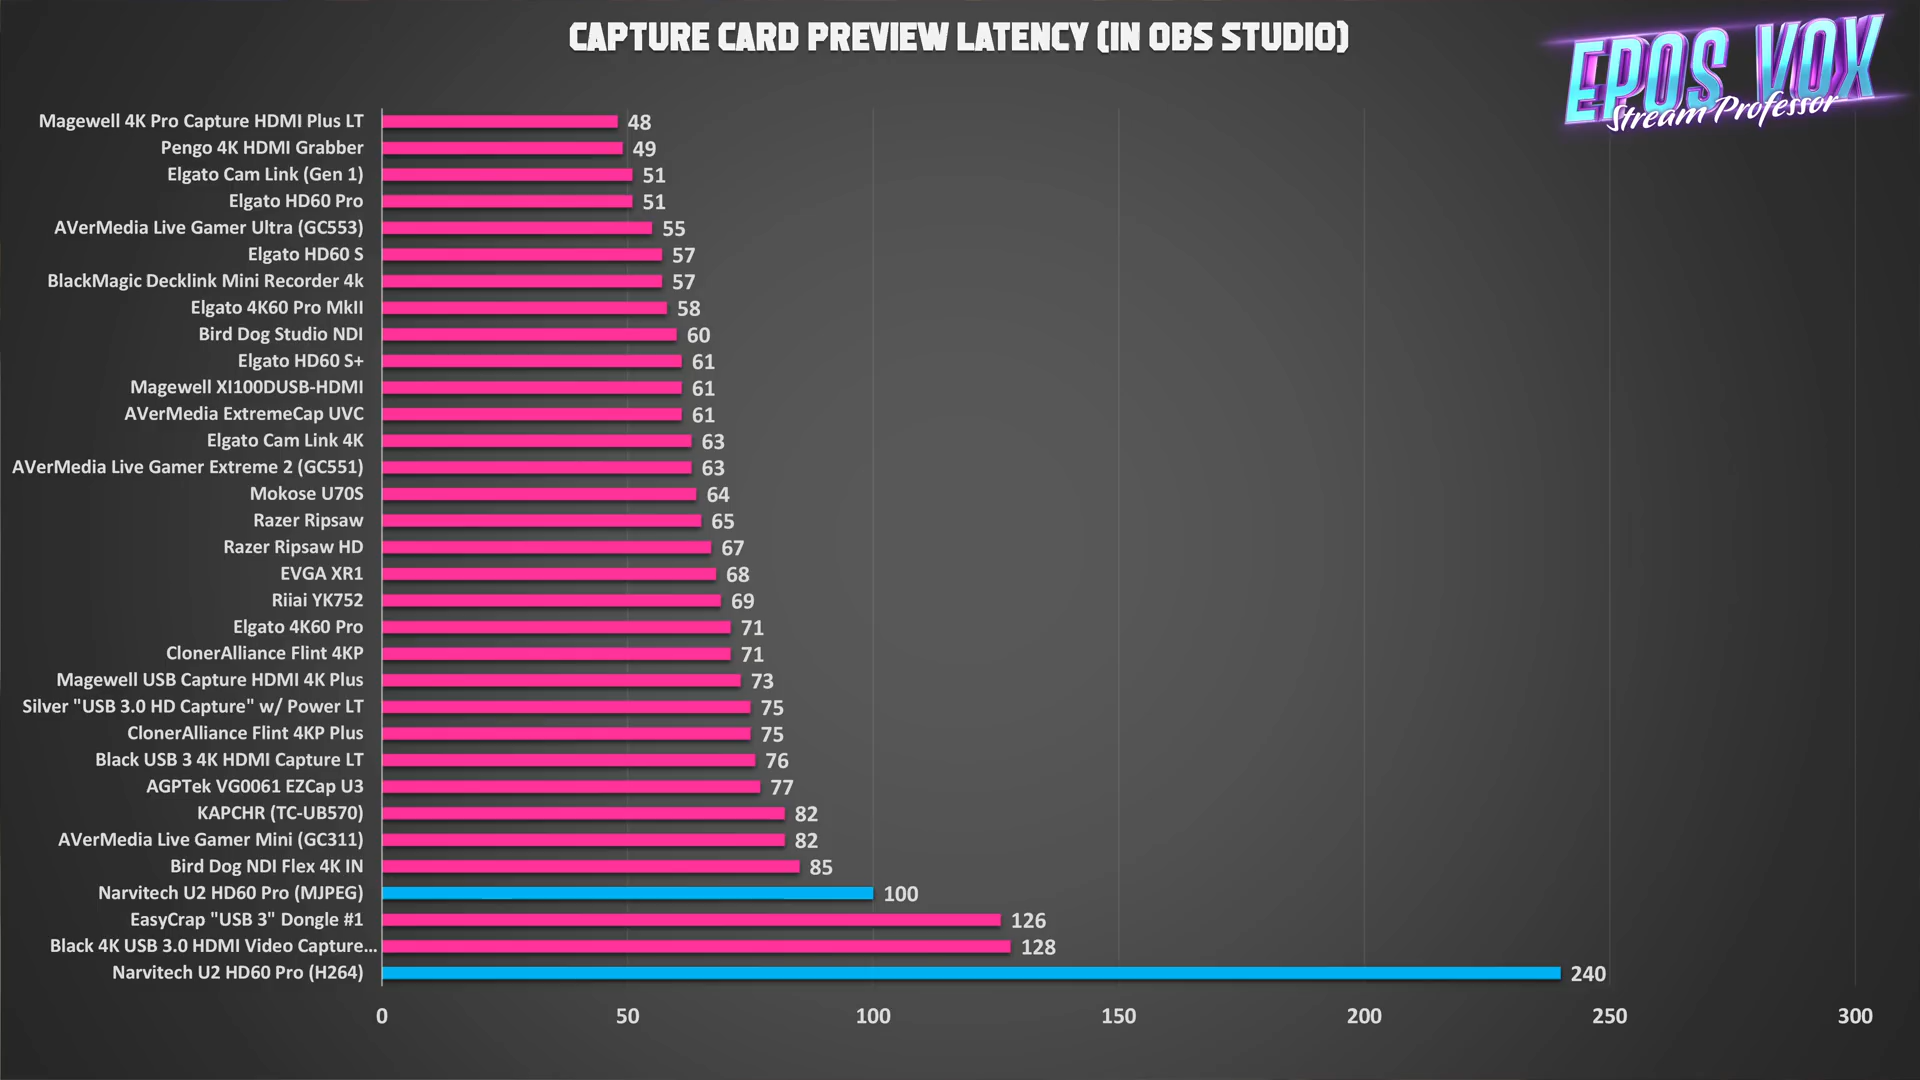 CAPTURE CARD PREVIEW LATENCY (IN OBS STUDIO)
EPOS VOX
Stream Professor
Magewell 4K Pro Capture HDMI Plus LT 48
Pengo 4K HDMI Grabber 49
Elgato Cam Link (Gen 1) 51
Elgato HD60 Pro 51
AVerMedia Live Gamer Ultra (GC553) 55
Elgato HD60 S 57
BlackMagic Decklink Mini Recorder 4k 57
Elgato 4K60 Pro MkII 58
Bird Dog Studio NDI 60
Elgato HD60 S+ 61
Magewell XI100DUSB-HDMI 61
AVerMedia ExtremeCap UVC 61
Elgato Cam Link 4K 63
AVerMedia Live Gamer Extreme 2 (GC551) 63
Mokose U70S 64
Razer Ripsaw 65
Razer Ripsaw HD 67
EVGA XR1 68
Riiai YK752 69
Elgato 4K60 Pro 71
ClonerAlliance Flint 4KP 71
Magewell USB Capture HDMI 4K Plus 73
Silver "USB 3.0 HD Capture" w/ Power LT 75
ClonerAlliance Flint 4KP Plus 75
Black USB 3 4K HDMI Capture LT 76
AGPTek VG0061 EZCap U3 77
KAPCHR (TC-UB570) 82
AVerMedia Live Gamer Mini (GC311) 82
Bird Dog NDI Flex 4K IN 85
Narvitech U2 HD60 Pro (MJPEG) 100
EasyCrap "USB 3" Dongle #1 126
Black 4K USB 3.0 HDMI Video Capture... 128
Narvitech U2 HD60 Pro (H264) 240
0 50 100 150 200 250 300